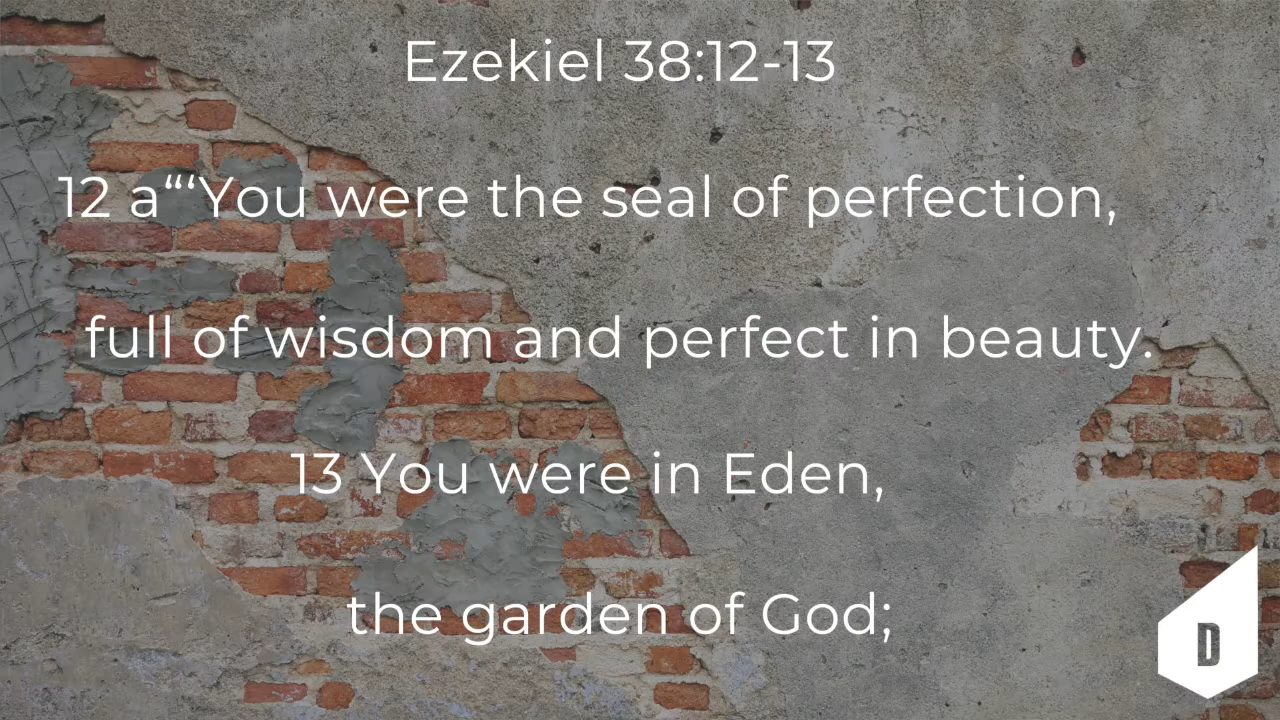 Ezekiel 38:12-13
12 a“‘You were the seal of perfection,
full of wisdom and perfect in beauty.
13 You were in Eden,
the garden of God;
D